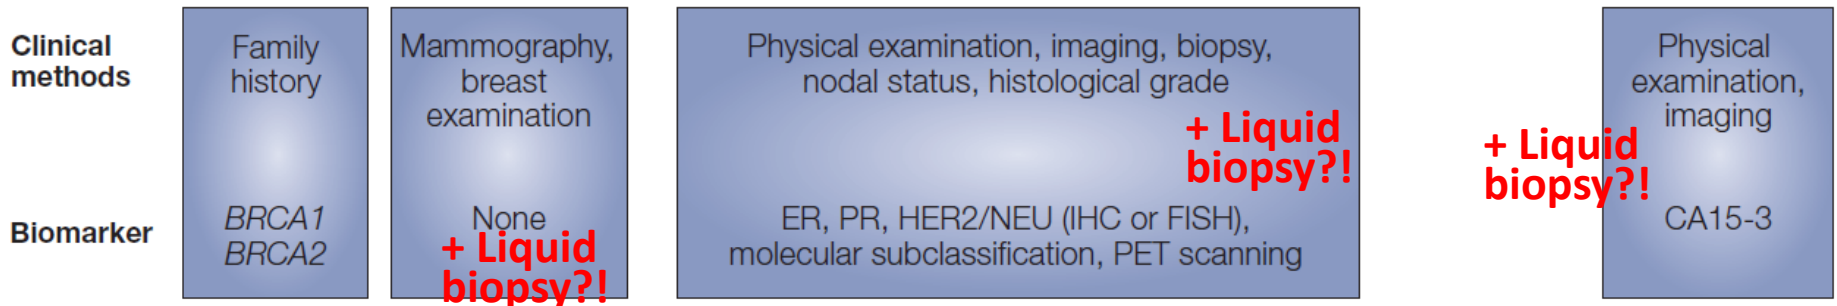 Clinical
methods
Family
history
Mammography,
breast
examination
Physical examination, imaging, biopsy,
nodal status, histological grade
+ Liquid
biopsy?!
Physical
examination,
imaging
+ Liquid
biopsy?!
Biomarker
BRCA1
BRCA2
None
+ Liquid
biopsy?!
ER, PR, HER2/NEU (IHC or FISH),
molecular subclassification, PET scanning
CA15-3